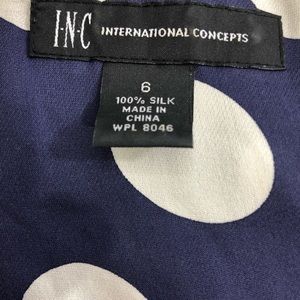 I·N·C INTERNATIONAL CONCEPTS
6
100% SILK
MADE IN
CHINA
WPL 8046